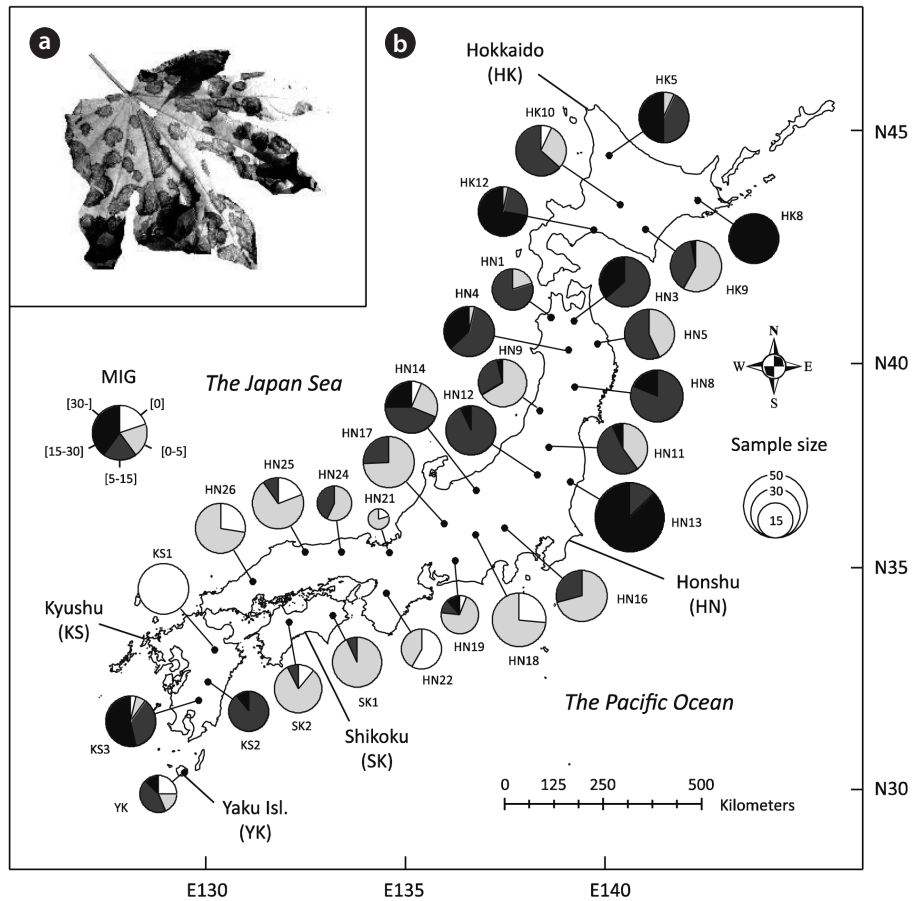 a
b
Hokkaido
(HK)
HK5
HK10
N45
HK12
HK8
HN1
HK9
HN3
HN4
HN5
HN9
N40
N
W
E
S
The Japan Sea
MIG
[30-]
[0]
[15-30]
[0-5]
[5-15]
HN14
HN12
HN8
HN17
HN11
Sample size
50
30
15
HN25
HN24
HN26
HN21
HN13
KS1
N35
Honshu
(HN)
Kyushu
(KS)
HN16
HN19
HN18
HN22
SK1
SK2
The Pacific Ocean
KS2
KS3
Shikoku
(SK)
YK
Yaku Isl.
(YK)
0
125
250
500
Kilometers
N30
E130
E135
E140